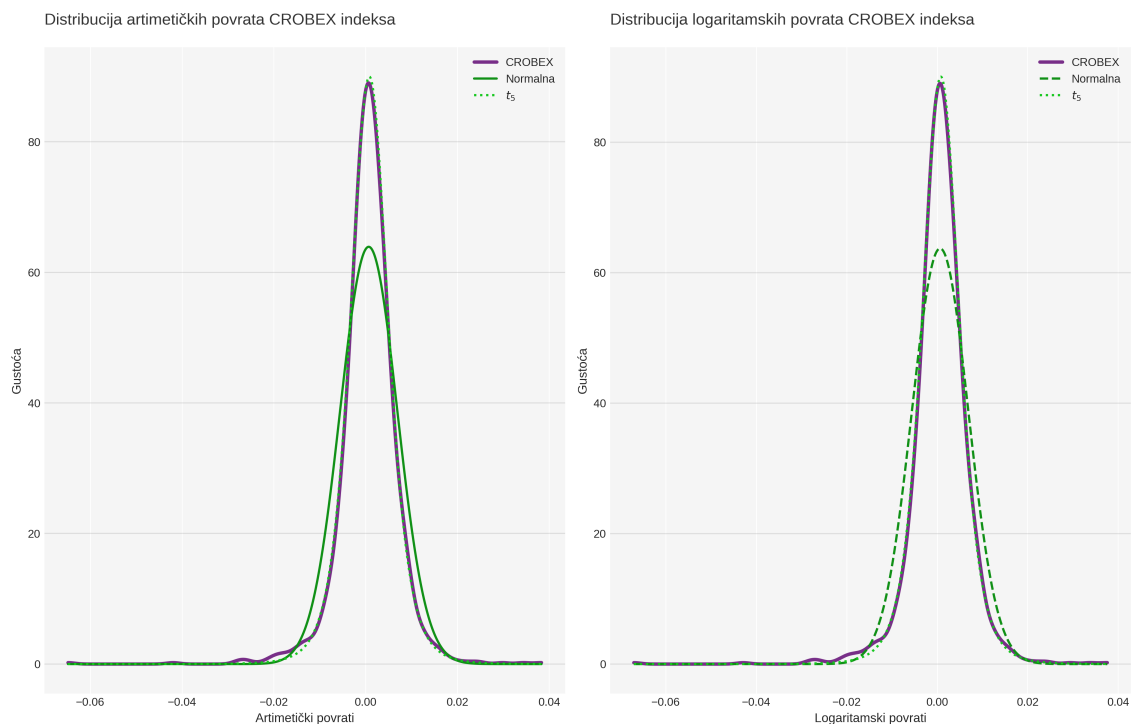 Distribucija artimetičkih povrata CROBEX indeksa
CROBEX
Normalna
t5
80
60
40
20
0
Gustoća
−0.06
−0.04
−0.02
0.00
0.02
0.04
Artimetički povrati
Distribucija logaritamskih povrata CROBEX indeksa
CROBEX
Normalna
t5
80
60
40
20
0
Gustoća
−0.06
−0.04
−0.02
0.00
0.02
0.04
Logaritamski povrati